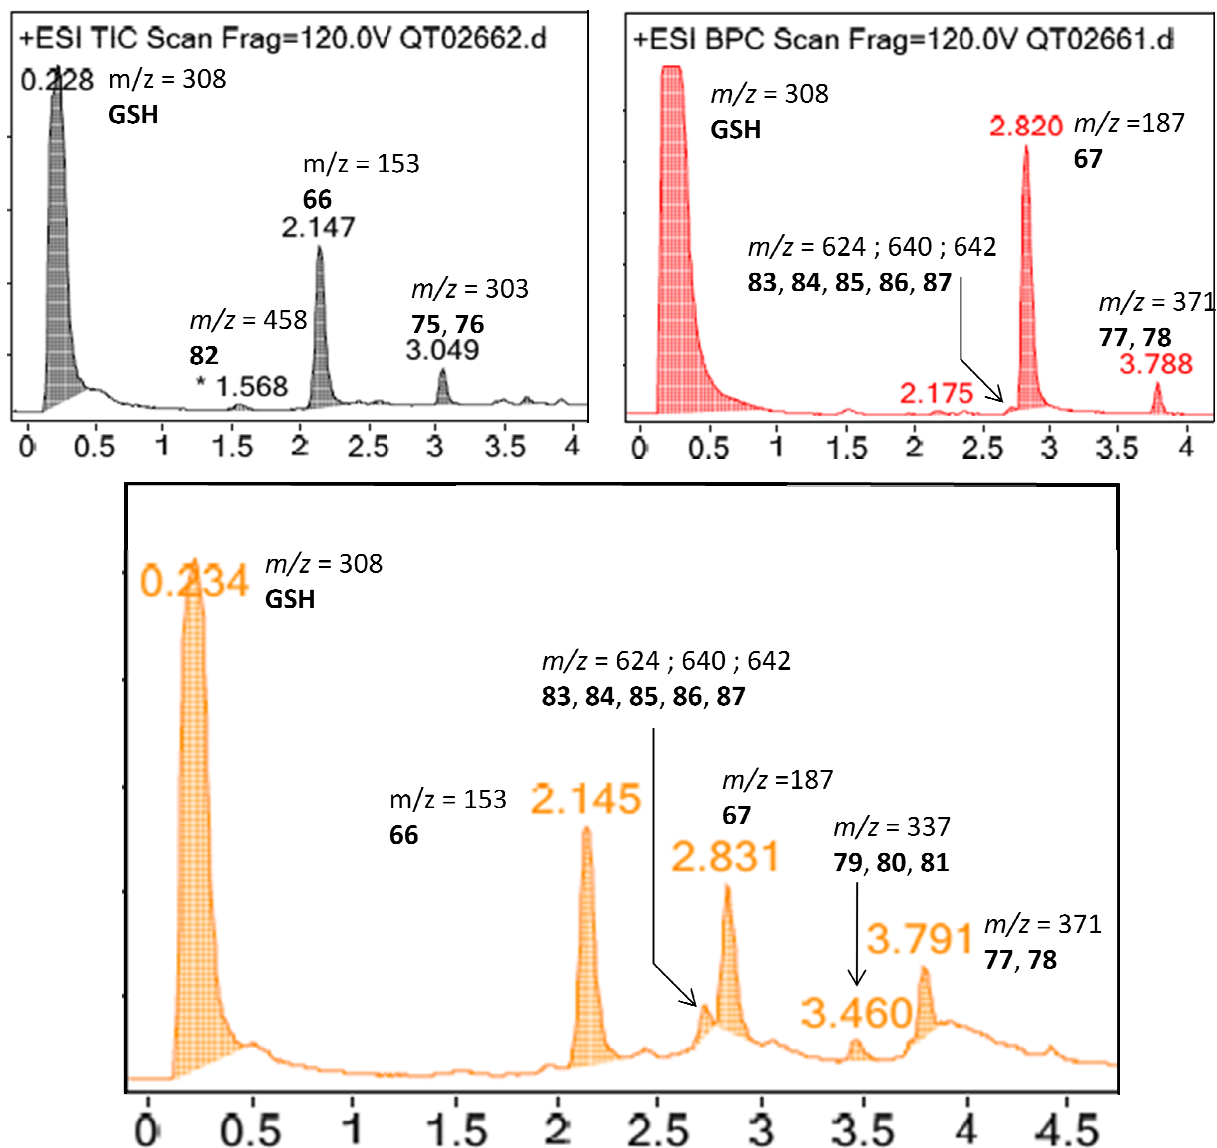 +ESI TIC Scan Frag=120.0V QT02662.d
0.228
m/z = 308
GSH
m/z = 153
66
2.147
m/z = 303
75, 76
3.049
m/z = 458
82
* 1.568
0 0.5 1 1.5 2 2.5 3 3.5 4
+ESI BPC Scan Frag=120.0V QT02661.d
m/z = 308
GSH
2.820
m/z =187
67
m/z = 624 ; 640 ; 642
83, 84, 85, 86, 87
m/z = 371
77, 78
3.788
2.175
0 0.5 1 1.5 2 2.5 3 3.5 4
0.234
m/z = 308
GSH
m/z = 624 ; 640 ; 642
83, 84, 85, 86, 87
m/z = 153
66
2.145
m/z =187
67
2.831
m/z = 337
79, 80, 81
3.460
3.791
m/z = 371
77, 78
0 0.5 1 1.5 2 2.5 3 3.5 4 4.5